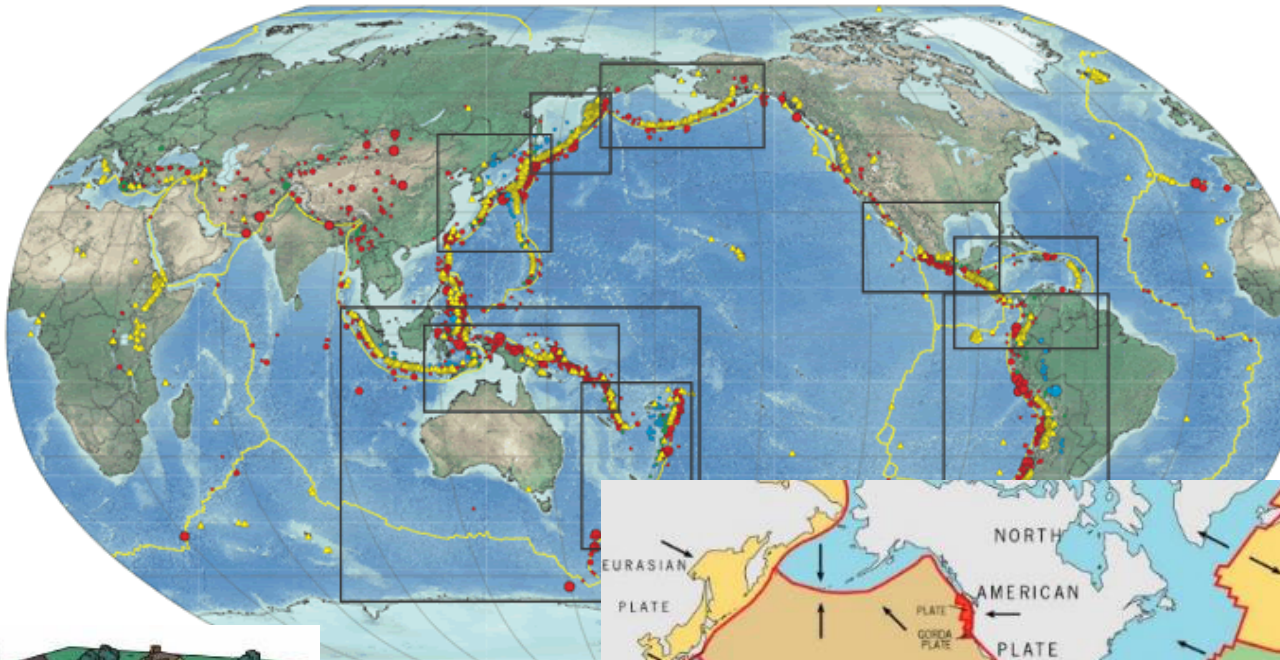 NORTH
EURASIAN
AMERICAN
PLATE
PLATE
GORDA
PLATE
PLATE